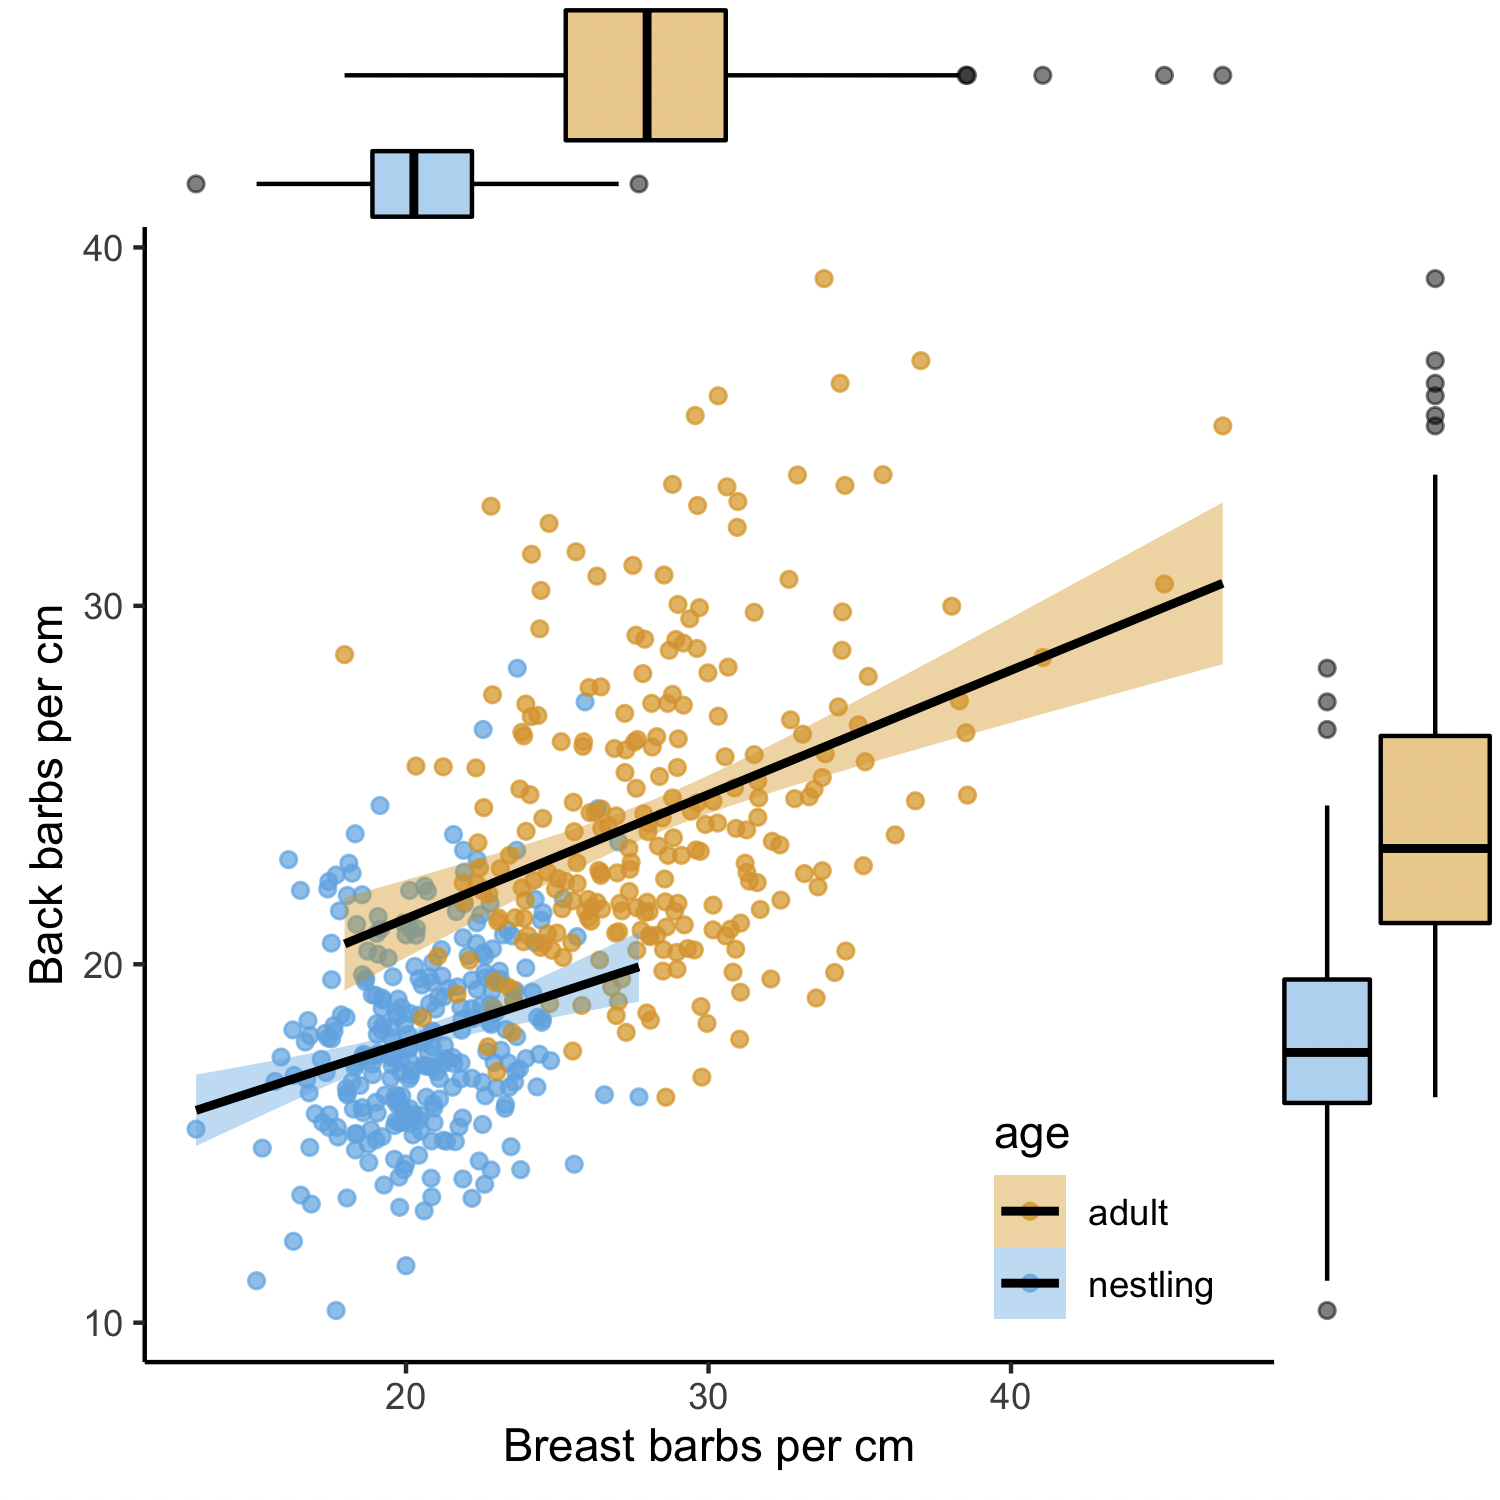 40
30
20
10
Back barbs per cm
age
adult
nestling
20 30 40
Breast barbs per cm